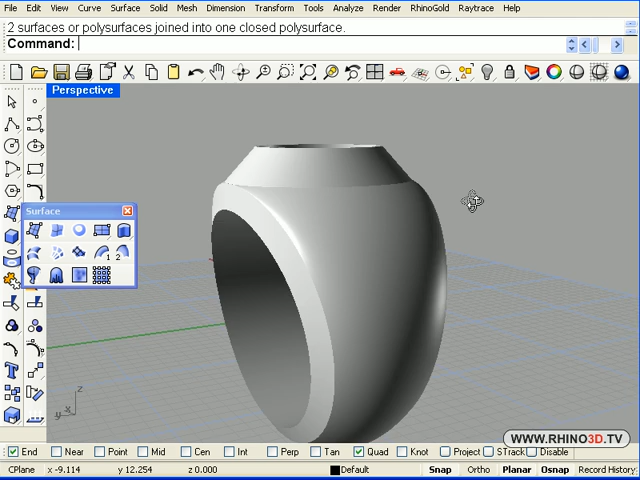 File Edit View Curve Surface Solid Mesh Dimension Transform Tools Analyze Render RhinoGold Raytrace Help
2 surfaces or polysurfaces joined into one closed polysurface.
Command:
Perspective
Surface
1 2
z
y x
WWW.RHINO3D.TV
End Near Point Mid Cen Int Perp Tan Quad Knot Project STrack Disable
CPlane x -9.114 y 12.254 z 0.000 Default Snap Ortho Planar Osnap Record History